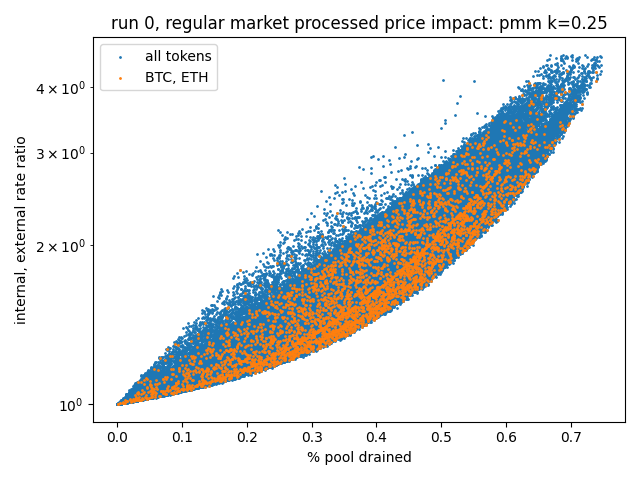 run 0, regular market processed price impact: pmm k=0.25
all tokens
BTC, ETH
internal, external rate ratio
4 × 10⁰
3 × 10⁰
2 × 10⁰
10⁰
0.0 0.1 0.2 0.3 0.4 0.5 0.6 0.7
% pool drained